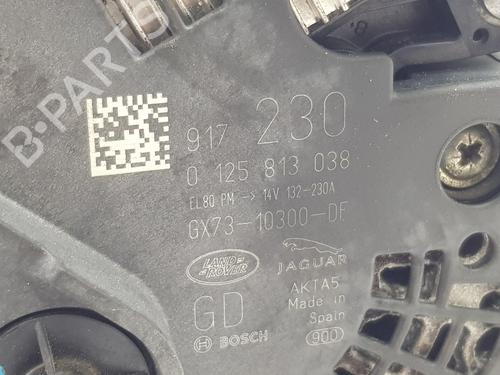 B-PARTS
917 230
0 125 813 038
EL80 PM -> 14V 132-230A
GX73-10300-DF
LAND ROVER
JAGUAR
GD
AKTA5
Made in
Spain
BOSCH
900